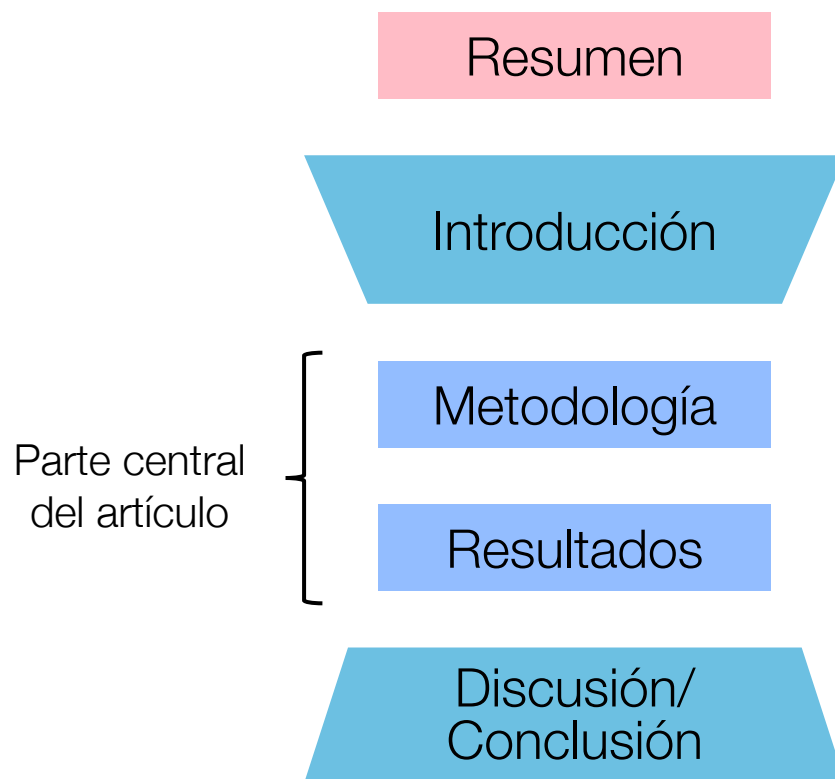 Resumen
Introducción
Metodología
Parte central
del artículo
Resultados
Discusión/
Conclusión